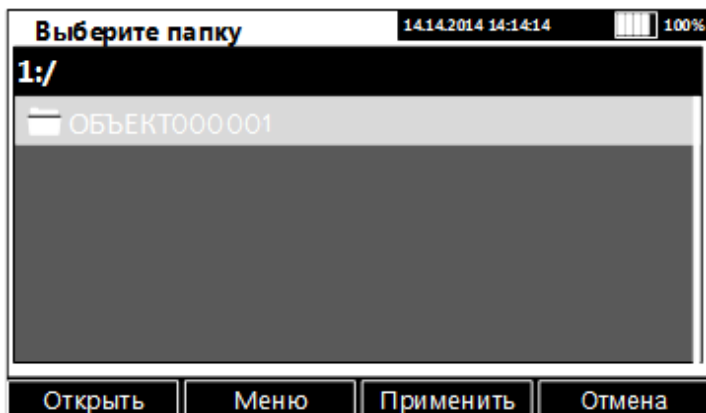 Выберите папку 14.14.2014 14:14:14 100%
1:/
ОБЪЕКТ000001
Открыть Меню Применить Отмена